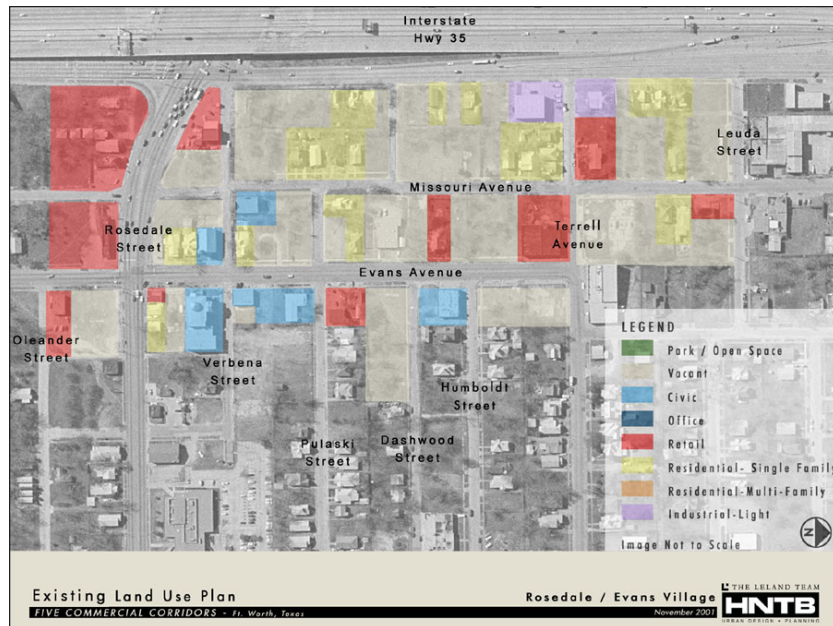 Interstate
Hwy 35
Leuda
Street
Missouri Avenue
Rosedale
Street
Terrell
Avenue
Evans Avenue
Oleander
Street
Verbena
Street
Humboldt
Street
Pulaski
Street
Dashwood
Street
LEGEND
Park / Open Space
Vacant
Civic
Office
Retail
Residential- Single Family
Residential-Multi-Family
Industrial-Light
Image Not to Scale
N
Existing Land Use Plan
FIVE COMMERCIAL CORRIDORS - Ft. Worth, Texas
Rosedale / Evans Village
November 2001
THE LELAND TEAM
HNTB
URBAN DESIGN + PLANNING